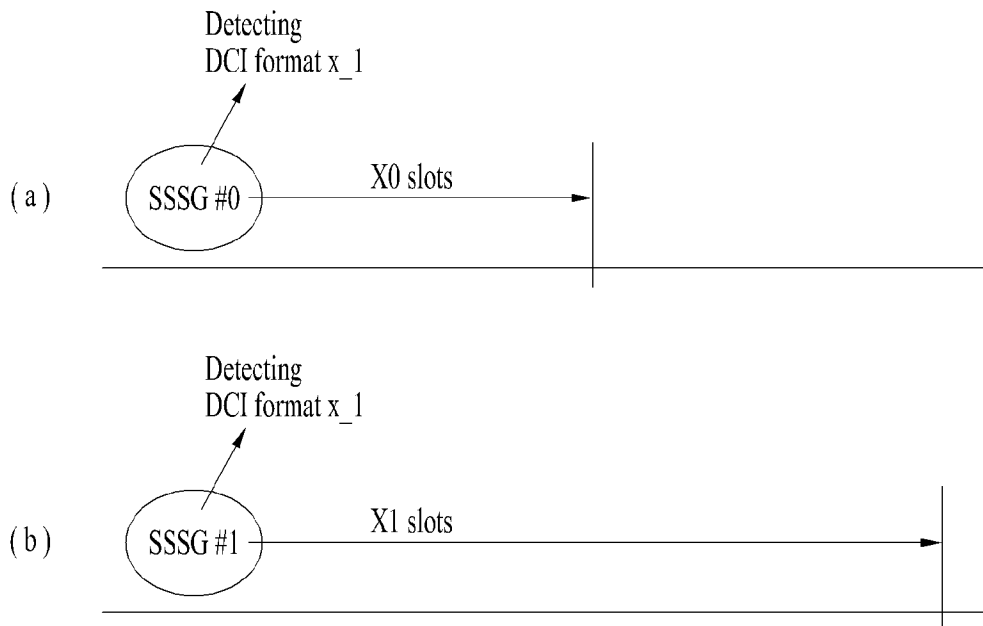 Detecting
DCI format x_1
( a )
SSSG #0
X0 slots
Detecting
DCI format x_1
( b )
SSSG #1
X1 slots